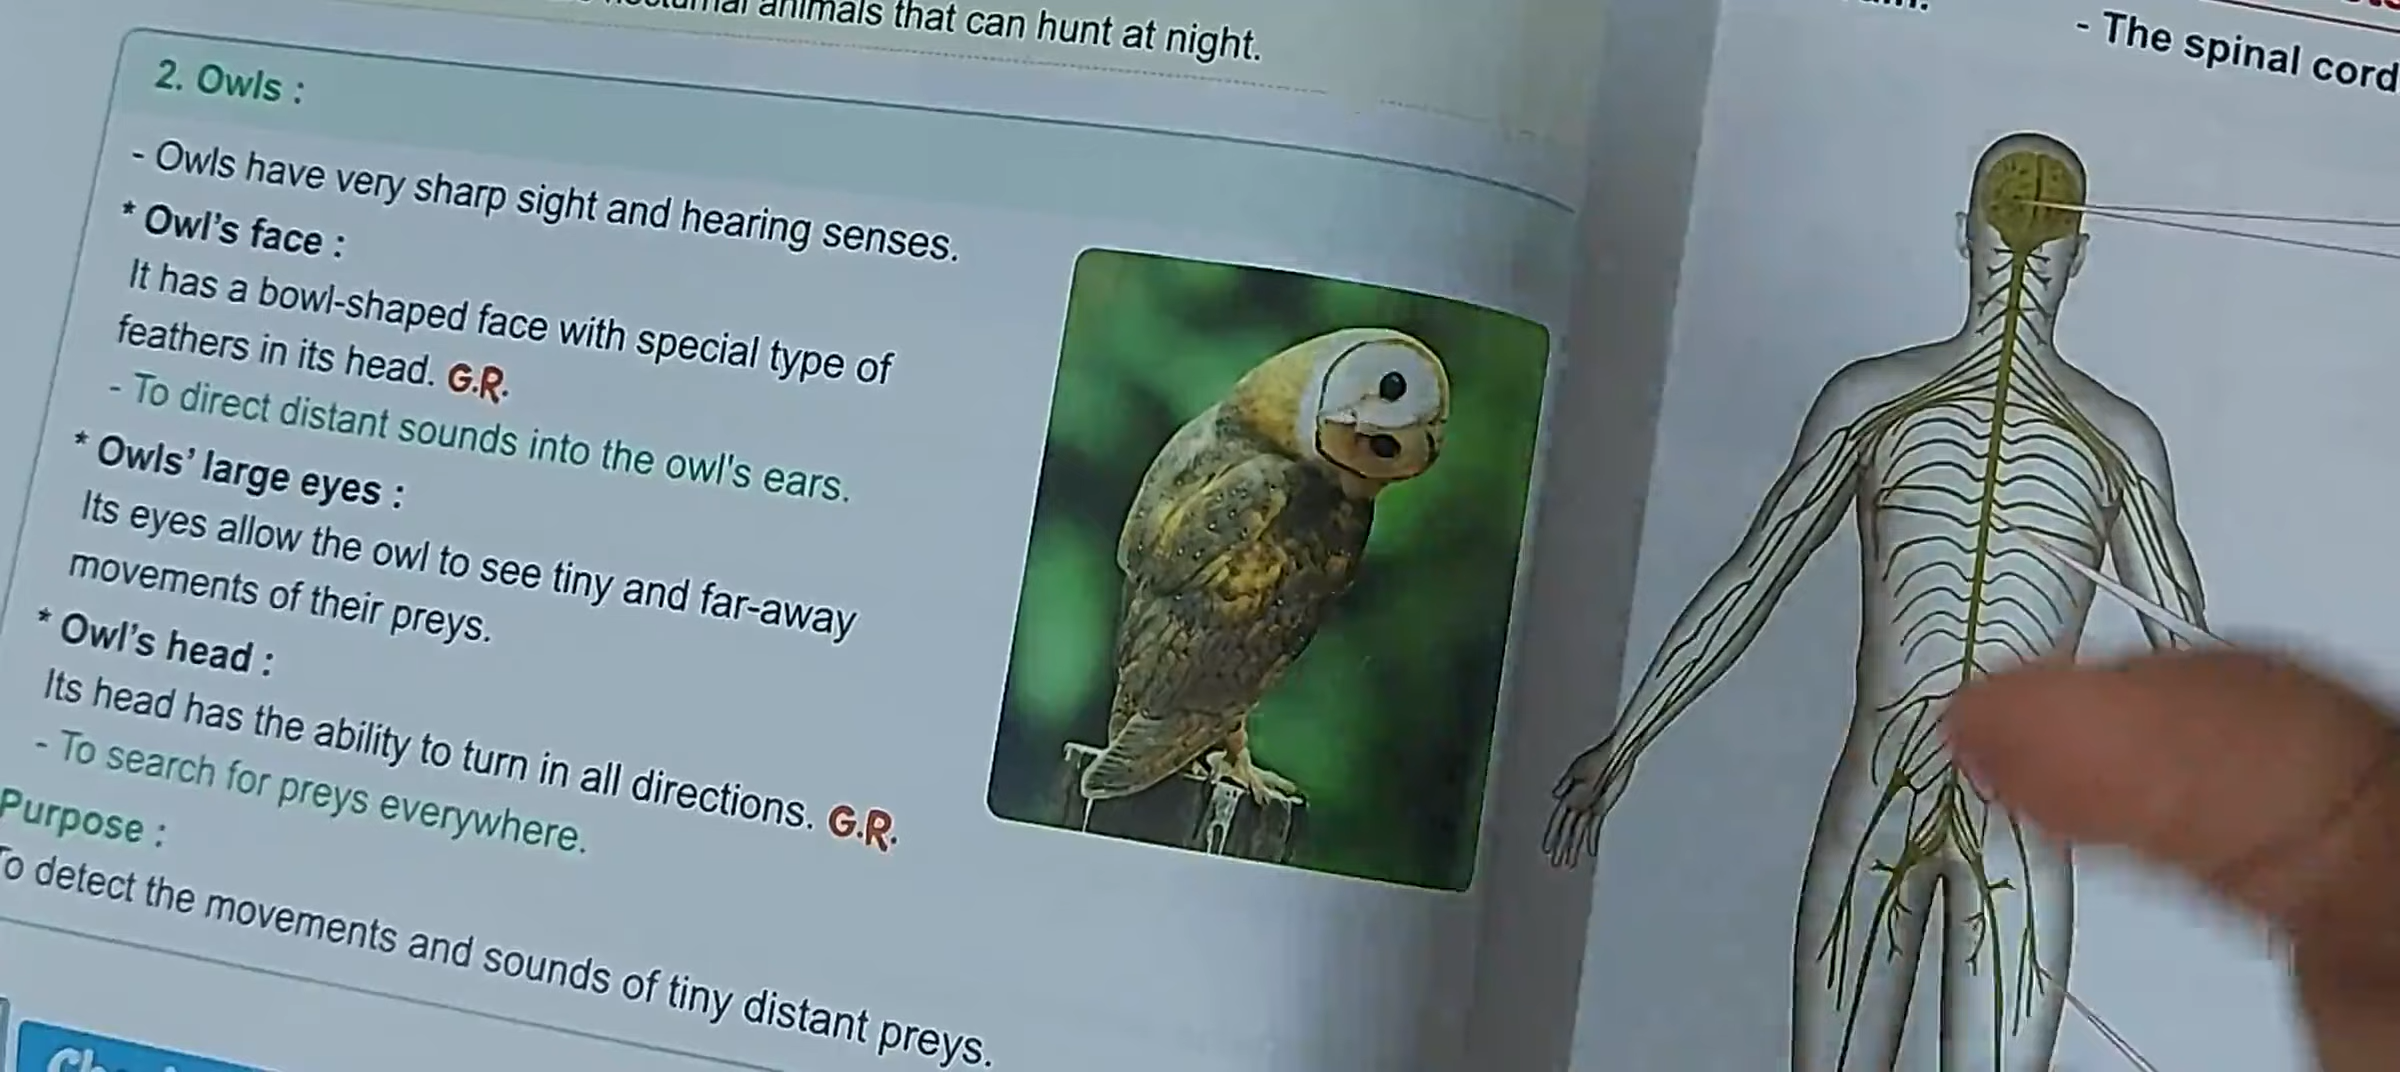 nocturnal animals that can hunt at night.
2. Owls :
- Owls have very sharp sight and hearing senses.
* Owl's face :
It has a bowl-shaped face with special type of
feathers in its head. G.R.
- To direct distant sounds into the owl's ears.
* Owls' large eyes :
Its eyes allow the owl to see tiny and far-away
movements of their preys.
* Owl's head :
Its head has the ability to turn in all directions. G.R.
- To search for preys everywhere.
Purpose :
To detect the movements and sounds of tiny distant preys.
- The spinal cord